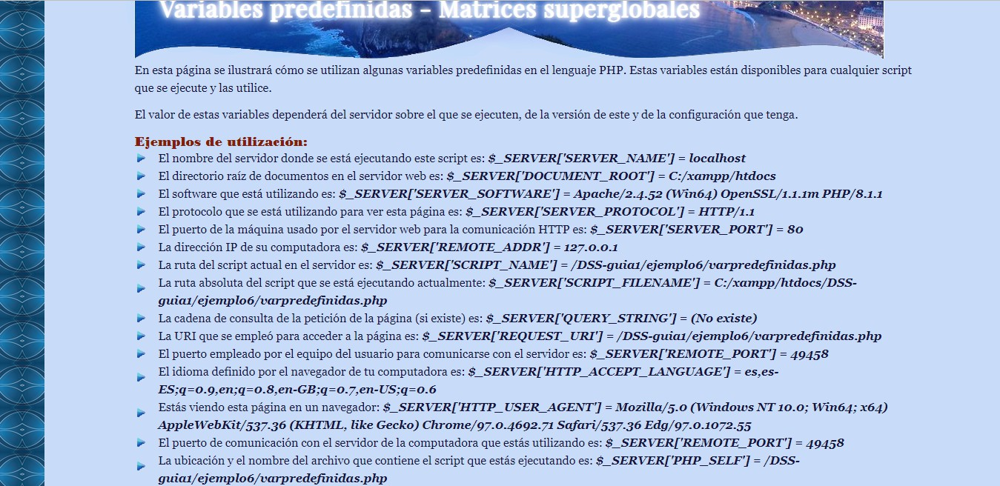 Variables predefinidas - Matrices superglobales
En esta página se ilustrará cómo se utilizan algunas variables predefinidas en el lenguaje PHP. Estas variables están disponibles para cualquier script
que se ejecute y las utilice.
El valor de estas variables dependerá del servidor sobre el que se ejecuten, de la versión de este y de la configuración que tenga.
Ejemplos de utilización:
El nombre del servidor donde se está ejecutando este script es: $_SERVER['SERVER_NAME'] = localhost
El directorio raíz de documentos en el servidor web es: $_SERVER['DOCUMENT_ROOT'] = C:/xampp/htdocs
El software que está utilizando es: $_SERVER['SERVER_SOFTWARE'] = Apache/2.4.52 (Win64) OpenSSL/1.1.1m PHP/8.1.1
El protocolo que se está utilizando para ver esta página es: $_SERVER['SERVER_PROTOCOL'] = HTTP/1.1
El puerto de la máquina usado por el servidor web para la comunicación HTTP es: $_SERVER['SERVER_PORT'] = 80
La dirección IP de su computadora es: $_SERVER['REMOTE_ADDR'] = 127.0.0.1
La ruta del script actual en el servidor es: $_SERVER['SCRIPT_NAME'] = /DSS-guia1/ejemplo6/varpredefinidas.php
La ruta absoluta del script que se está ejecutando actualmente: $_SERVER['SCRIPT_FILENAME'] = C:/xampp/htdocs/DSS-
guia1/ejemplo6/varpredefinidas.php
La cadena de consulta de la petición de la página (si existe) es: $_SERVER['QUERY_STRING'] = (No existe)
La URI que se empleó para acceder a la página es: $_SERVER['REQUEST_URI'] = /DSS-guia1/ejemplo6/varpredefinidas.php
El puerto empleado por el equipo del usuario para comunicarse con el servidor es: $_SERVER['REMOTE_PORT'] = 49458
El idioma definido por el navegador de tu computadora es: $_SERVER['HTTP_ACCEPT_LANGUAGE'] = es,es-
ES;q=0.9,en;q=0.8,en-GB;q=0.7,en-US;q=0.6
Estás viendo esta página en un navegador: $_SERVER['HTTP_USER_AGENT'] = Mozilla/5.0 (Windows NT 10.0; Win64; x64)
AppleWebKit/537.36 (KHTML, like Gecko) Chrome/97.0.4692.71 Safari/537.36 Edg/97.0.1072.55
El puerto de comunicación con el servidor de la computadora que estás utilizando es: $_SERVER['REMOTE_PORT'] = 49458
La ubicación y el nombre del archivo que contiene el script que estás ejecutando es: $_SERVER['PHP_SELF'] = /DSS-
guia1/ejemplo6/varpredefinidas.php